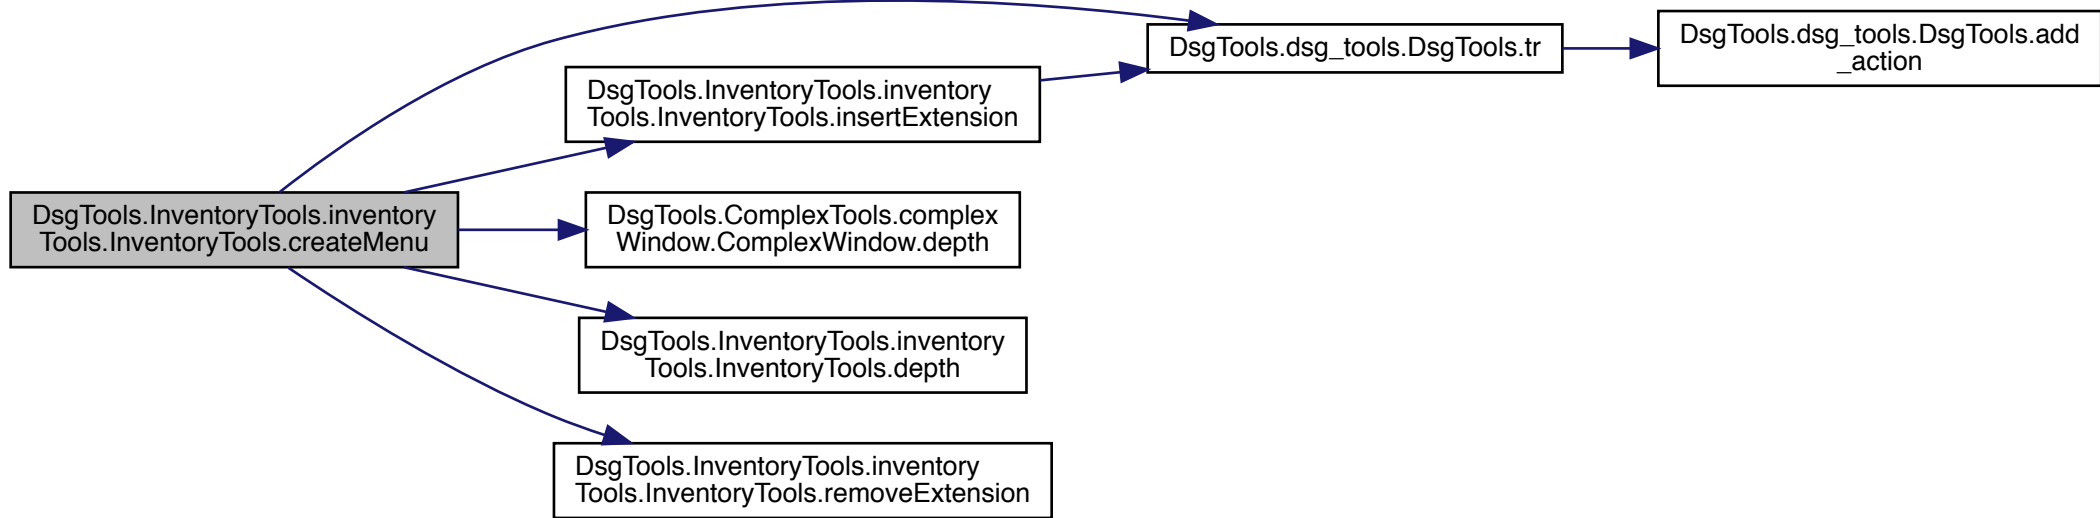 DsgTools.InventoryTools.inventory
Tools.InventoryTools.createMenu
DsgTools.InventoryTools.inventory
Tools.InventoryTools.insertExtension
DsgTools.ComplexTools.complex
Window.ComplexWindow.depth
DsgTools.InventoryTools.inventory
Tools.InventoryTools.depth
DsgTools.InventoryTools.inventory
Tools.InventoryTools.removeExtension
DsgTools.dsg_tools.DsgTools.tr
DsgTools.dsg_tools.DsgTools.add
_action